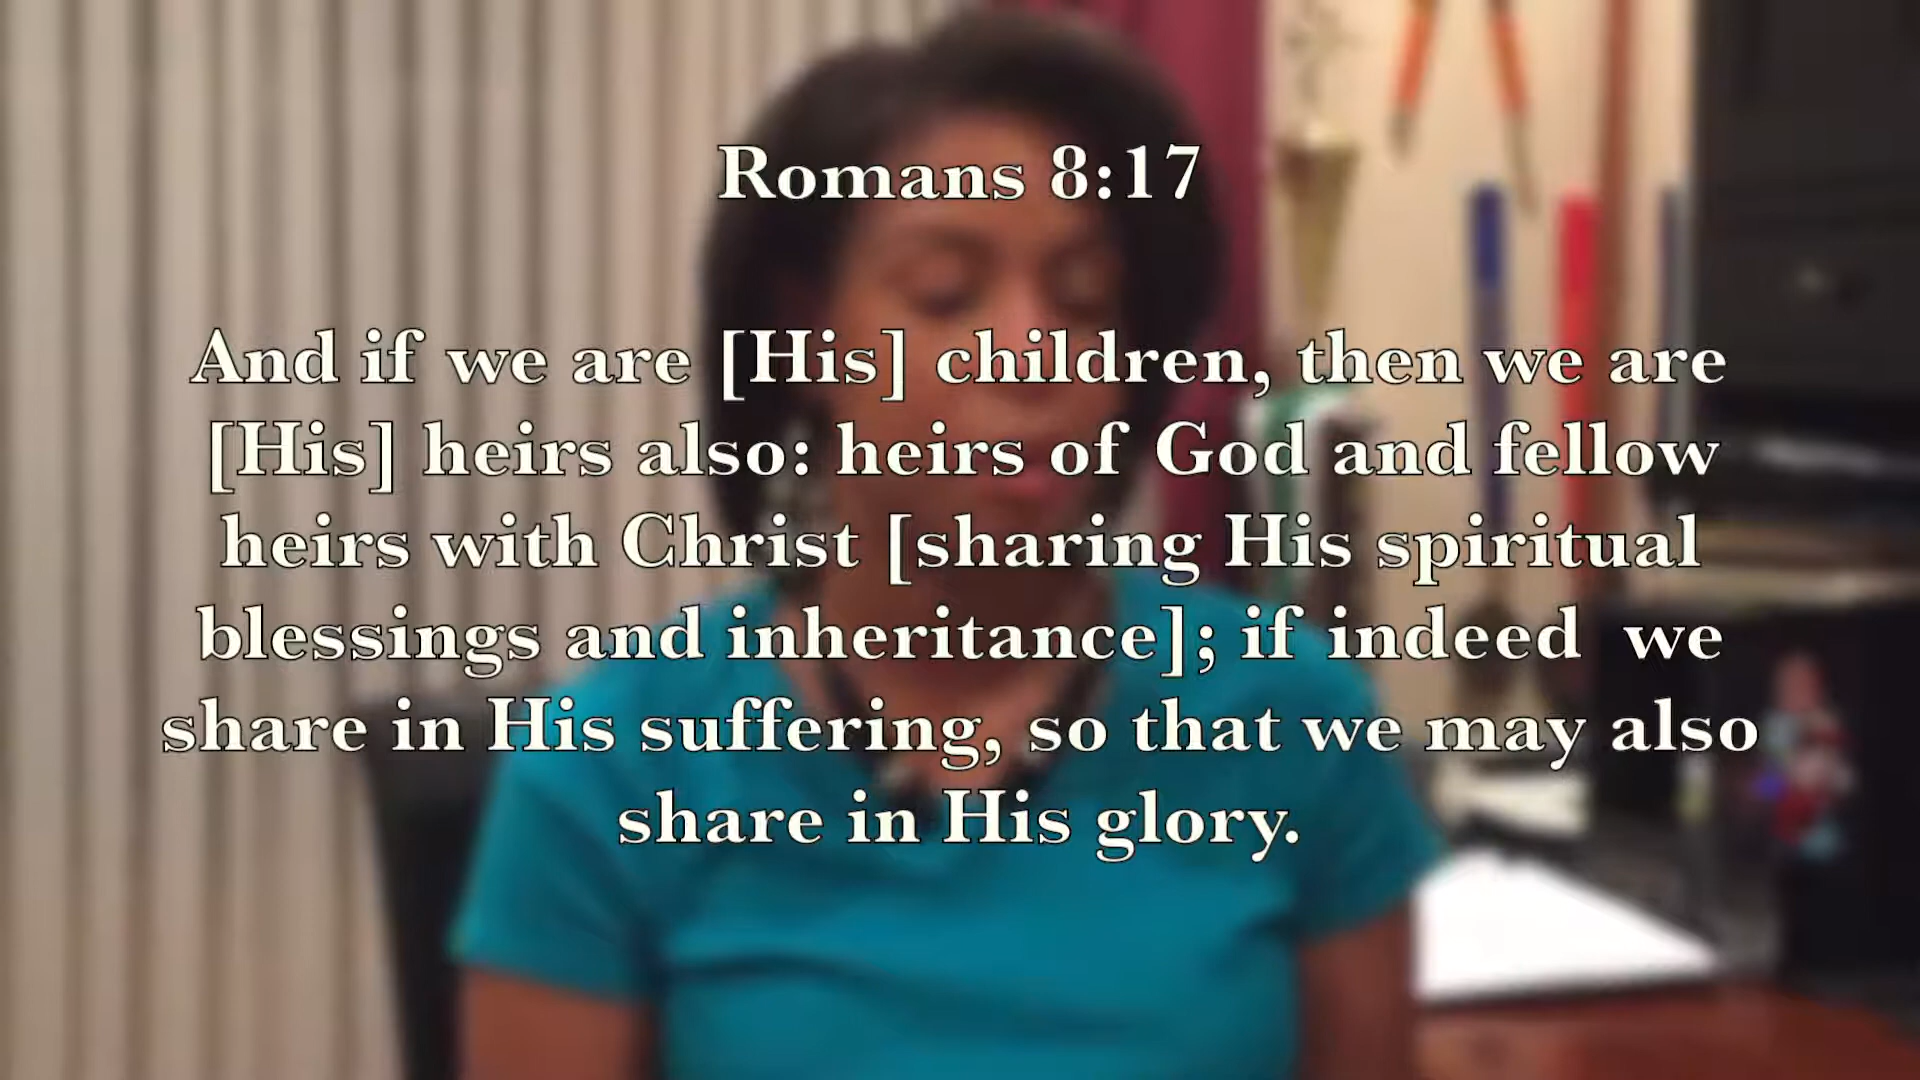 Romans 8:17
And if we are [His] children, then we are
[His] heirs also: heirs of God and fellow
heirs with Christ [sharing His spiritual
blessings and inheritance]; if indeed we
share in His suffering, so that we may also
share in His glory.